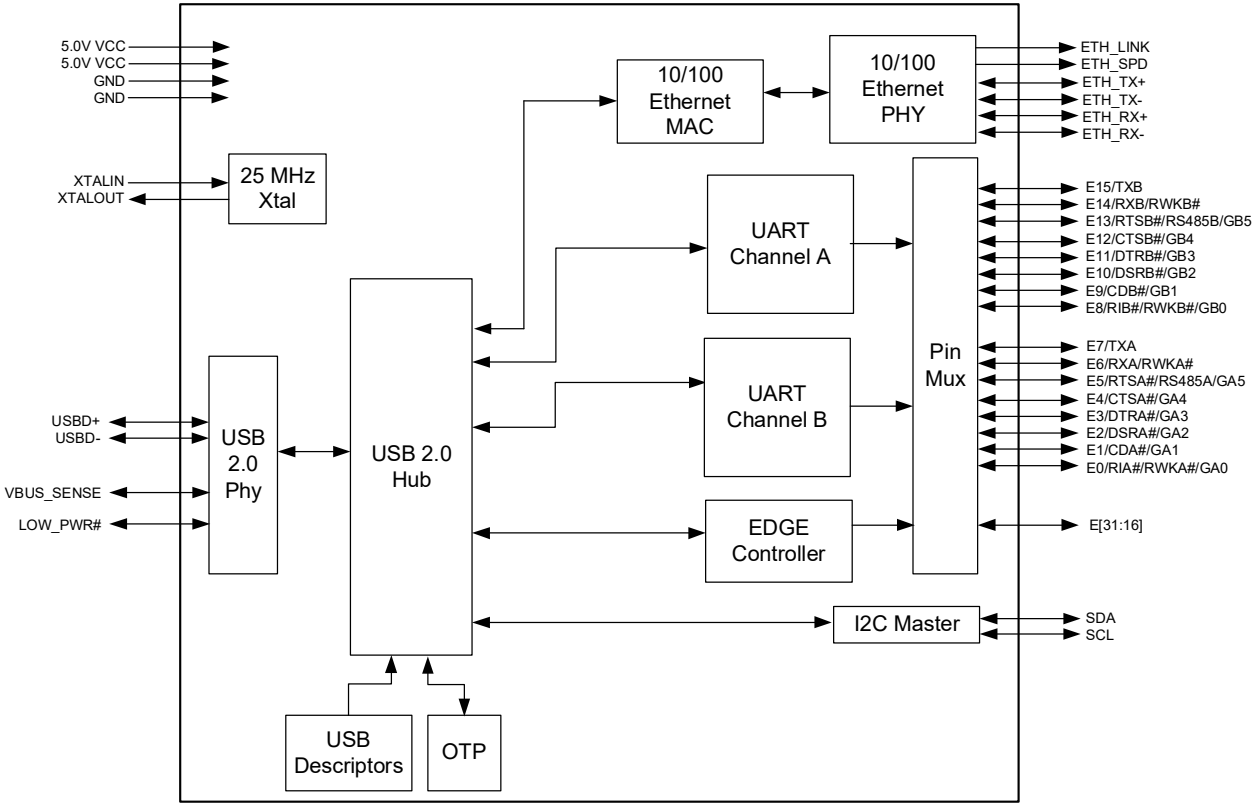 5.0V VCC
5.0V VCC
GND
GND
XTALIN
XTALOUT
25 MHz
Xtal
USBD+
USBD-
VBUS_SENSE
LOW_PWR#
USB
2.0
Phy
USB 2.0
Hub
USB
Descriptors
OTP
10/100
Ethernet
MAC
10/100
Ethernet
PHY
UART
Channel A
UART
Channel B
EDGE
Controller
I2C Master
Pin
Mux
ETH_LINK
ETH_SPD
ETH_TX+
ETH_TX-
ETH_RX+
ETH_RX-
E15/TXB
E14/RXB/RWKB#
E13/RTSB#/RS485B/GB5
E12/CTSB#/GB4
E11/DTRB#/GB3
E10/DSRB#/GB2
E9/CDB#/GB1
E8/RIB#/RWKB#/GB0
E7/TXA
E6/RXA/RWKA#
E5/RTSA#/RS485A/GA5
E4/CTSA#/GA4
E3/DTRA#/GA3
E2/DSRA#/GA2
E1/CDA#/GA1
E0/RIA#/RWKA#/GA0
E[31:16]
SDA
SCL